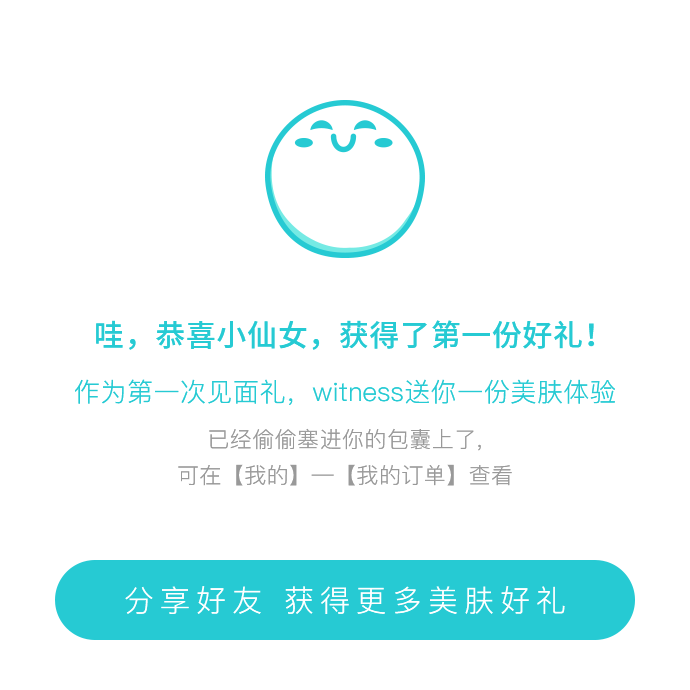 哇，恭喜小仙女，获得了第一份好礼！
作为第一次见面礼，witness送你一份美肤体验
已经偷偷塞进你的包囊上了，
可在【我的】—【我的订单】查看
分享好友 获得更多美肤好礼